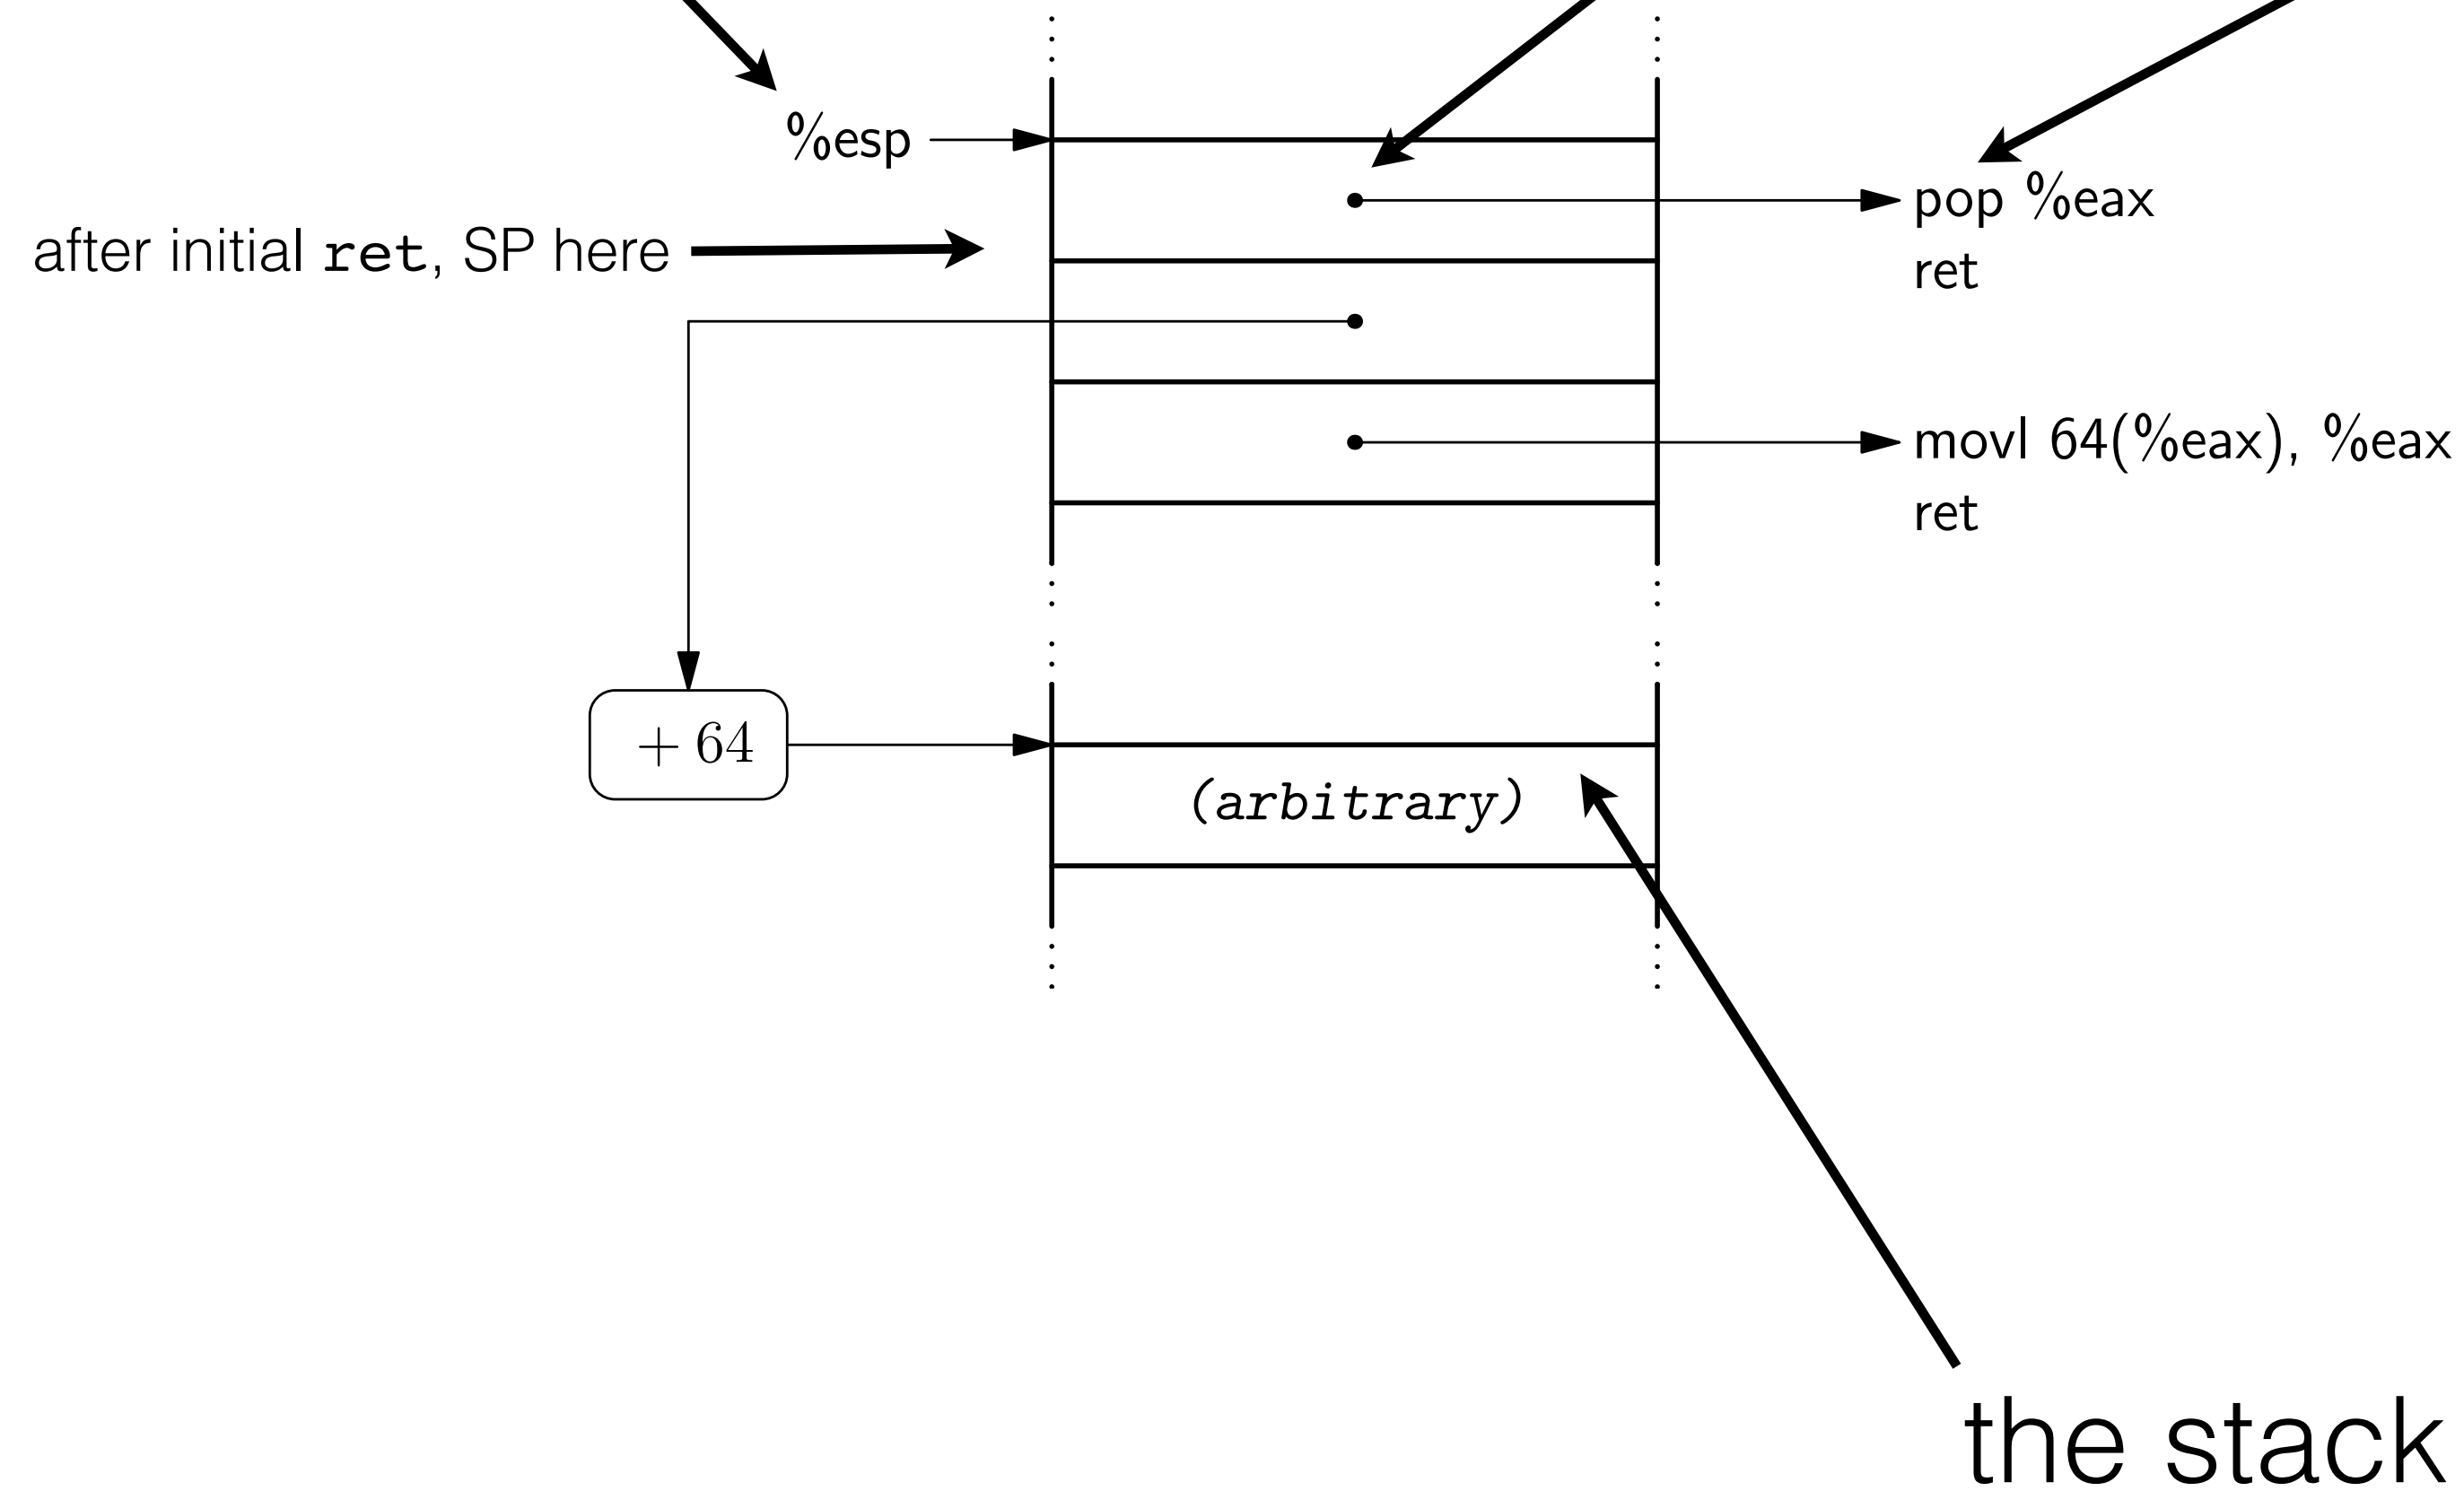 %esp
pop %eax
ret
after initial ret, SP here
movl 64(%eax), %eax
ret
+ 64
(arbitrary)
the stack